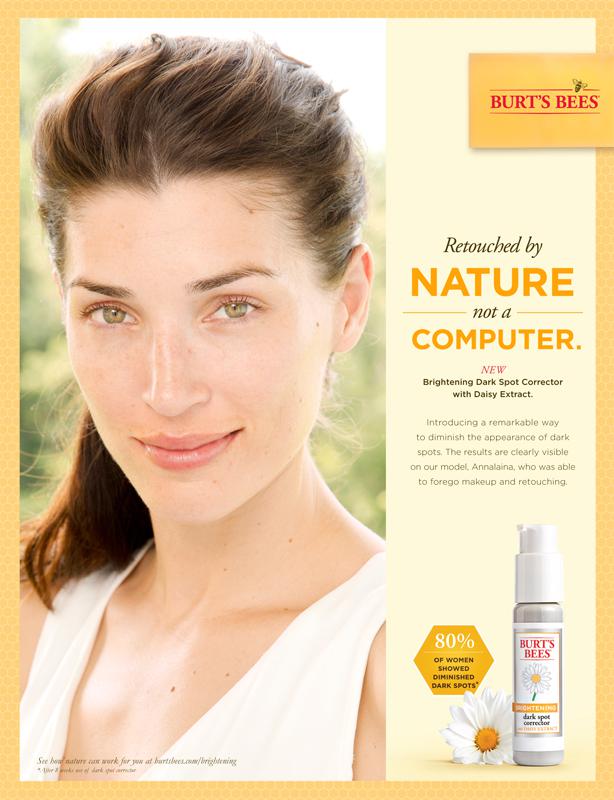 BURT'S BEES
Retouched by
NATURE
not a
COMPUTER.
NEW
Brightening Dark Spot Corrector
with Daisy Extract.
Introducing a remarkable way
to diminish the appearance of dark
spots. The results are clearly visible
on our model, Annalaina, who was able
to forego makeup and retouching.
80%
OF WOMEN
SHOWED
DIMINISHED
DARK SPOTS*
BURT'S
BEES
BRIGHTENING
dark spot
corrector
with DAISY EXTRACT
See how nature can work for you at burtsbees.com/brightening
* After 8 weeks use of dark spot corrector